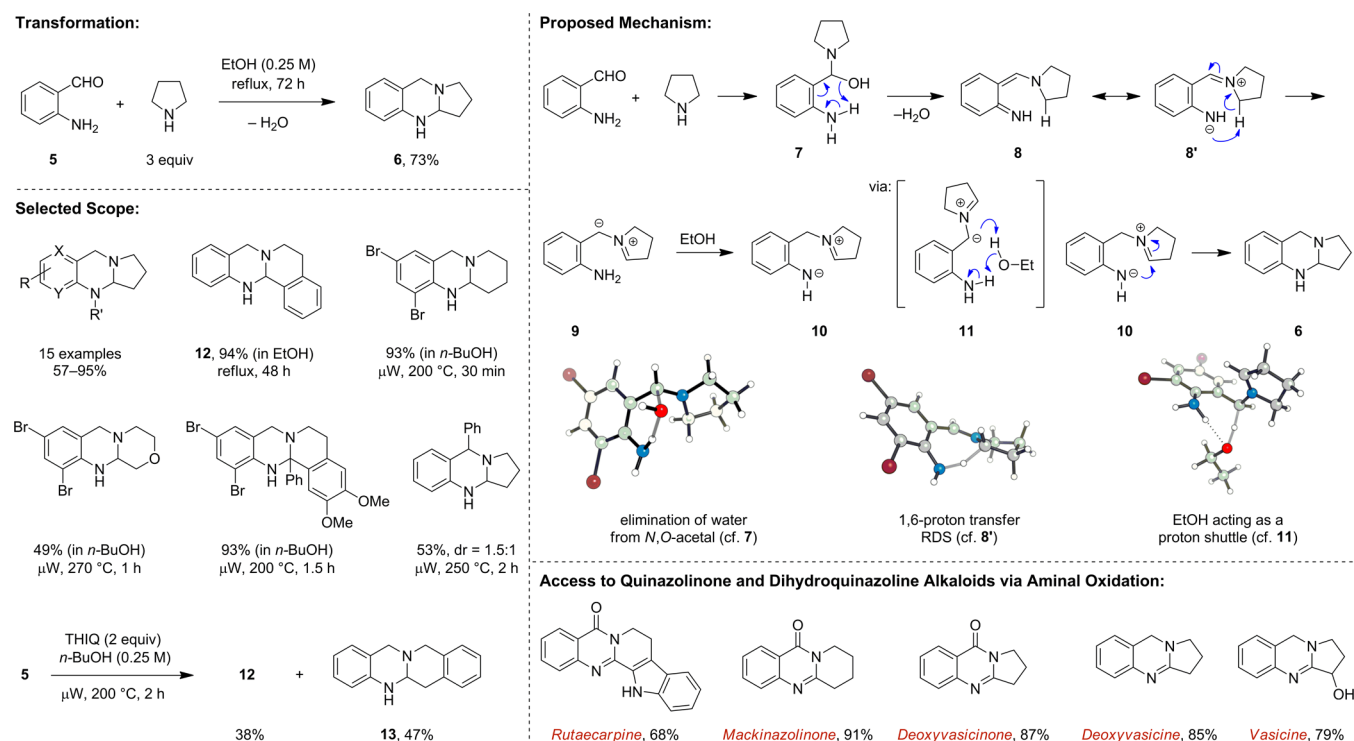 Transformation:
CHO
NH2
5
+
N
H
3 equiv
EtOH (0.25 M)
reflux, 72 h
– H2O
N
N
H
6, 73%
Selected Scope:
X
R
Y
N
N
R'
15 examples
57–95%
N
N
H
12, 94% (in EtOH)
reflux, 48 h
Br
N
N
H
Br
93% (in n-BuOH)
μW, 200 °C, 30 min
Br
N
N
H
O
Br
49% (in n-BuOH)
μW, 270 °C, 1 h
Br
N
N
H
Ph
Br
OMe
OMe
93% (in n-BuOH)
μW, 200 °C, 1.5 h
Ph
N
N
H
53%, dr = 1.5:1
μW, 250 °C, 2 h
5
THIQ (2 equiv)
n-BuOH (0.25 M)
μW, 200 °C, 2 h
12
38%
+
N
N
H
13, 47%
Proposed Mechanism:
CHO
NH2
+
N
H
N
OH
N
H
H
7
–H2O
N
NH
H
8
N
⊕
NH
⊖
H
8'
⊖
N
⊕
NH2
9
EtOH
N
⊕
N
⊖
H
10
via:
⊕
N
⊖
H
O–Et
N
H
H
11
⊕
N
N
⊖
H
10
N
N
H
6
elimination of water
from N,O-acetal (cf. 7)
1,6-proton transfer
RDS (cf. 8')
EtOH acting as a
proton shuttle (cf. 11)
Access to Quinazolinone and Dihydroquinazoline Alkaloids via Aminal Oxidation:
O
N
N
HN
Rutaecarpine, 68%
O
N
N
Mackinazolinone, 91%
O
N
N
Deoxyvasicinone, 87%
N
N
Deoxyvasicine, 85%
N
N
OH
Vasicine, 79%